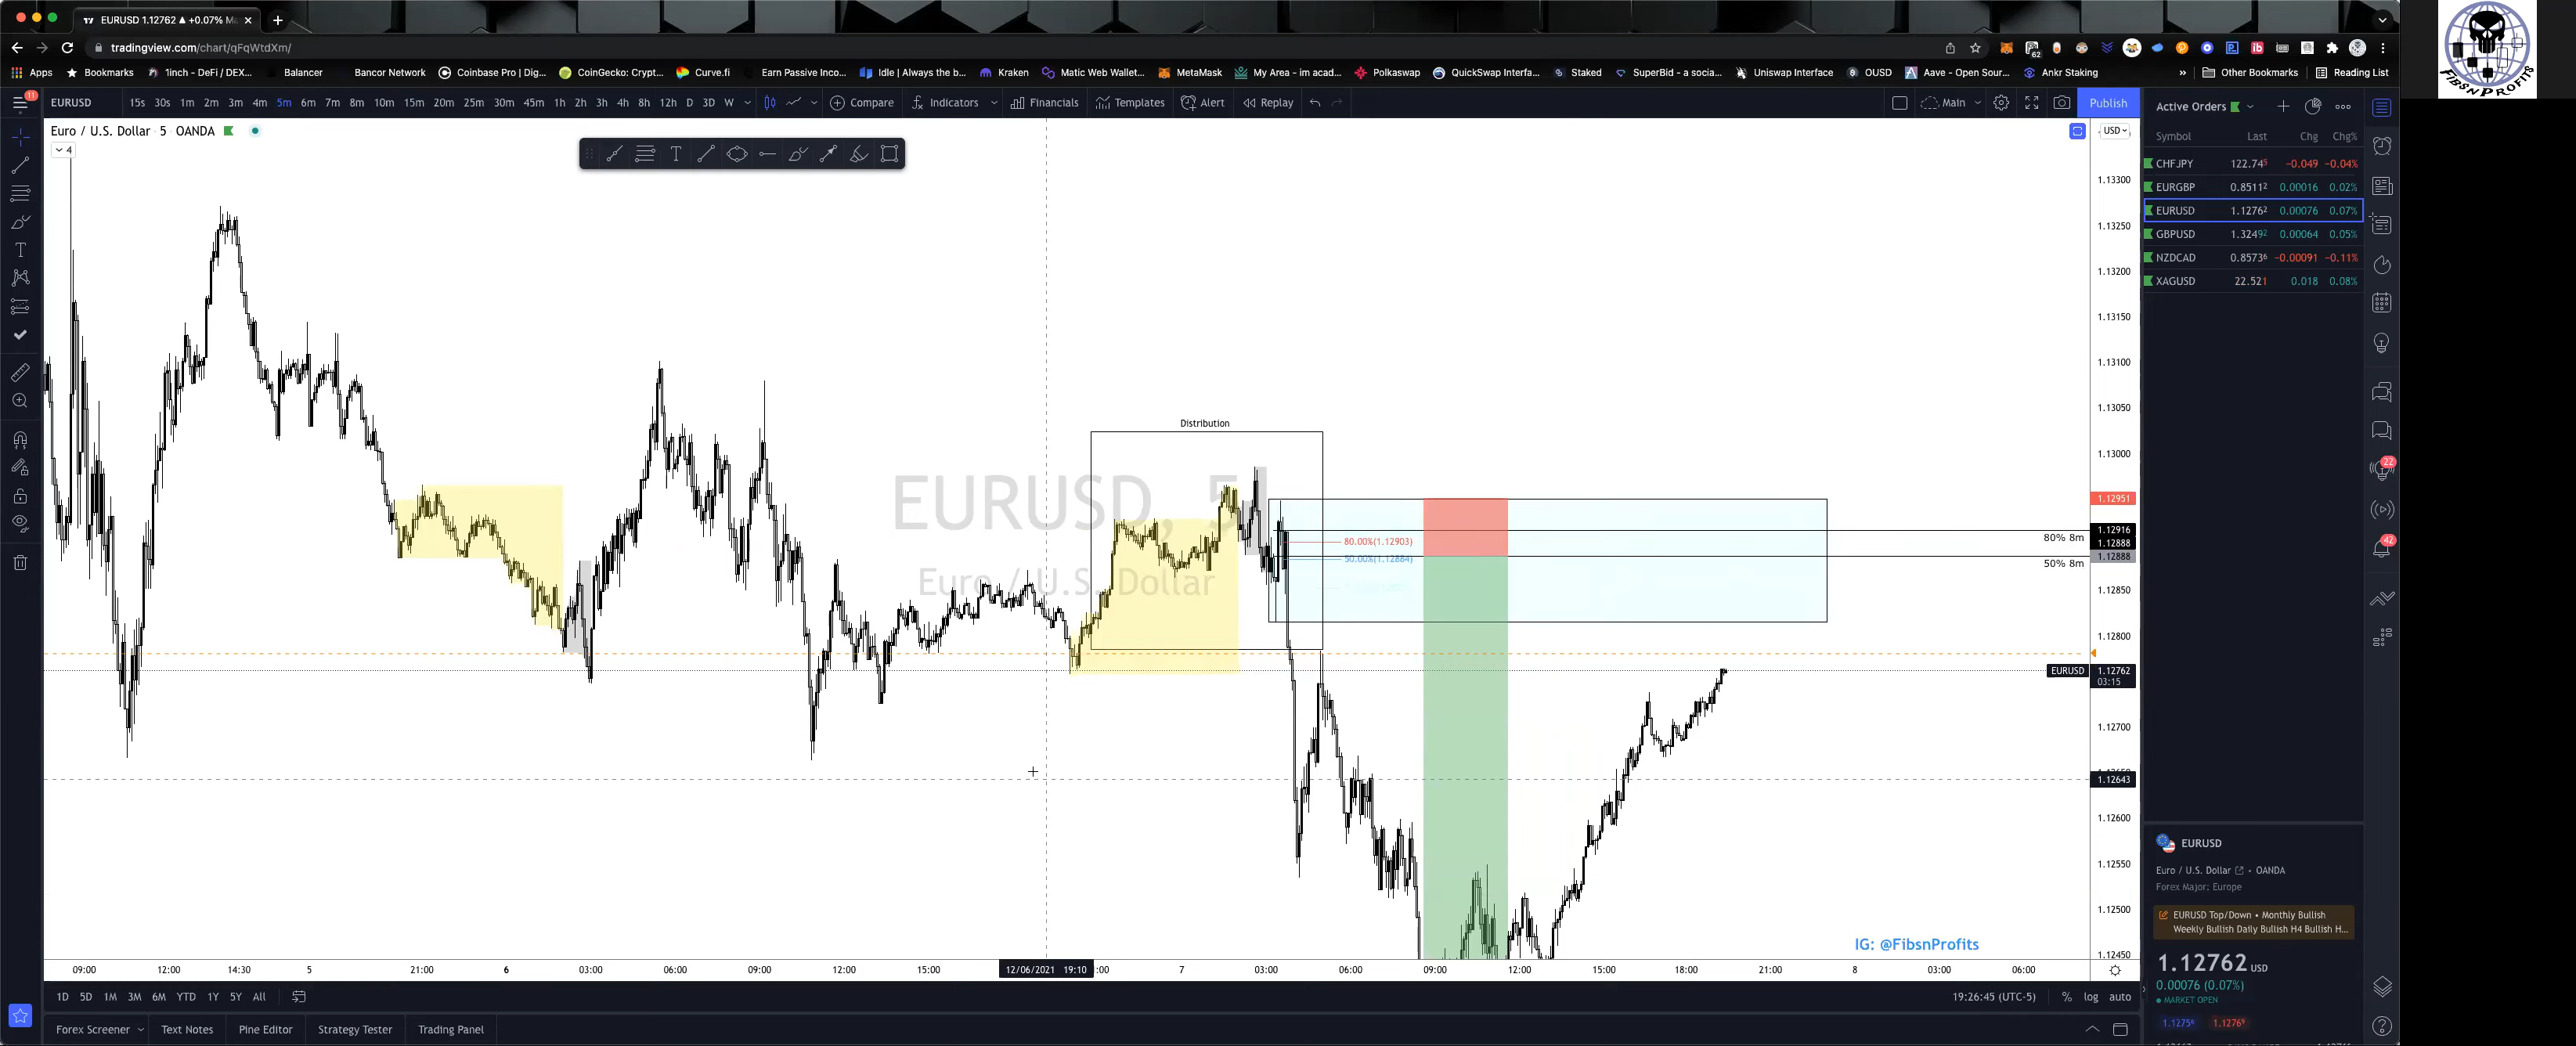 EURUSD 1.12762 ▲ +0.07% M
tradingview.com/chart/qFqWtdXm/
Apps Bookmarks 1inch - DeFi / DEX... Balancer Bancor Network Coinbase Pro | Dig... CoinGecko: Crypt... Curve.fi Earn Passive Inco... Idle | Always the b... Kraken Matic Web Wallet... MetaMask My Area - im acad... Polkaswap QuickSwap Interfa... Staked SuperBid - a socia... Uniswap Interface OUSD Aave - Open Sour... Ankr Staking » Other Bookmarks Reading List
11 EURUSD 15s 30s 1m 2m 3m 4m 5m 6m 7m 8m 10m 15m 20m 25m 30m 45m 1h 2h 3h 4h 8h 12h D 3D W Compare Indicators Financials Templates Alert Replay Main Publish
Euro / U.S. Dollar 5 OANDA
4
USD
1.13300
1.13250
1.13200
1.13150
1.13100
1.13050
1.13000
1.12951
1.12916
1.12888
1.12888
1.12850
1.12800
EURUSD 1.12762
03:15
1.12700
1.12643
1.12600
1.12550
1.12500
1.12450
Distribution
EURUSD, 5
Euro / U.S. Dollar
80.00%(1.12903)
50.00%(1.12884)
80% 8m
50% 8m
IG: @FibsnProfits
09:00 12:00 14:30 5 21:00 6 03:00 06:00 09:00 12:00 15:00 12/06/2021 19:10 :00 7 03:00 06:00 09:00 12:00 15:00 18:00 21:00 8 03:00 06:00
1D 5D 1M 3M 6M YTD 1Y 5Y All 19:26:45 (UTC-5) % log auto
Forex Screener Text Notes Pine Editor Strategy Tester Trading Panel
Active Orders
Symbol Last Chg Chg%
CHFJPY 122.745 −0.049 −0.04%
EURGBP 0.85112 0.00016 0.02%
EURUSD 1.12762 0.00076 0.07%
GBPUSD 1.32492 0.00064 0.05%
NZDCAD 0.85736 −0.00091 −0.11%
XAGUSD 22.521 0.018 0.08%
22
42
EURUSD
Euro / U.S. Dollar • OANDA
Forex Major: Europe
EURUSD Top/Down • Monthly Bullish
Weekly Bullish Daily Bullish H4 Bullish H...
1.12762 USD
0.00076 (0.07%)
• MARKET OPEN
1.12756 1.12769
FIBSNPROFITS